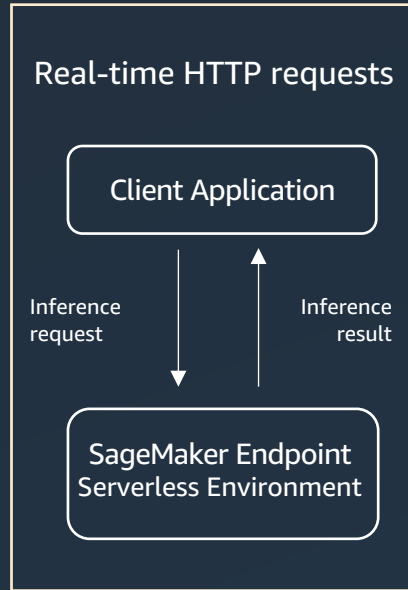 Real-time HTTP requests
Client Application
Inference
request
Inference
result
SageMaker Endpoint
Serverless Environment